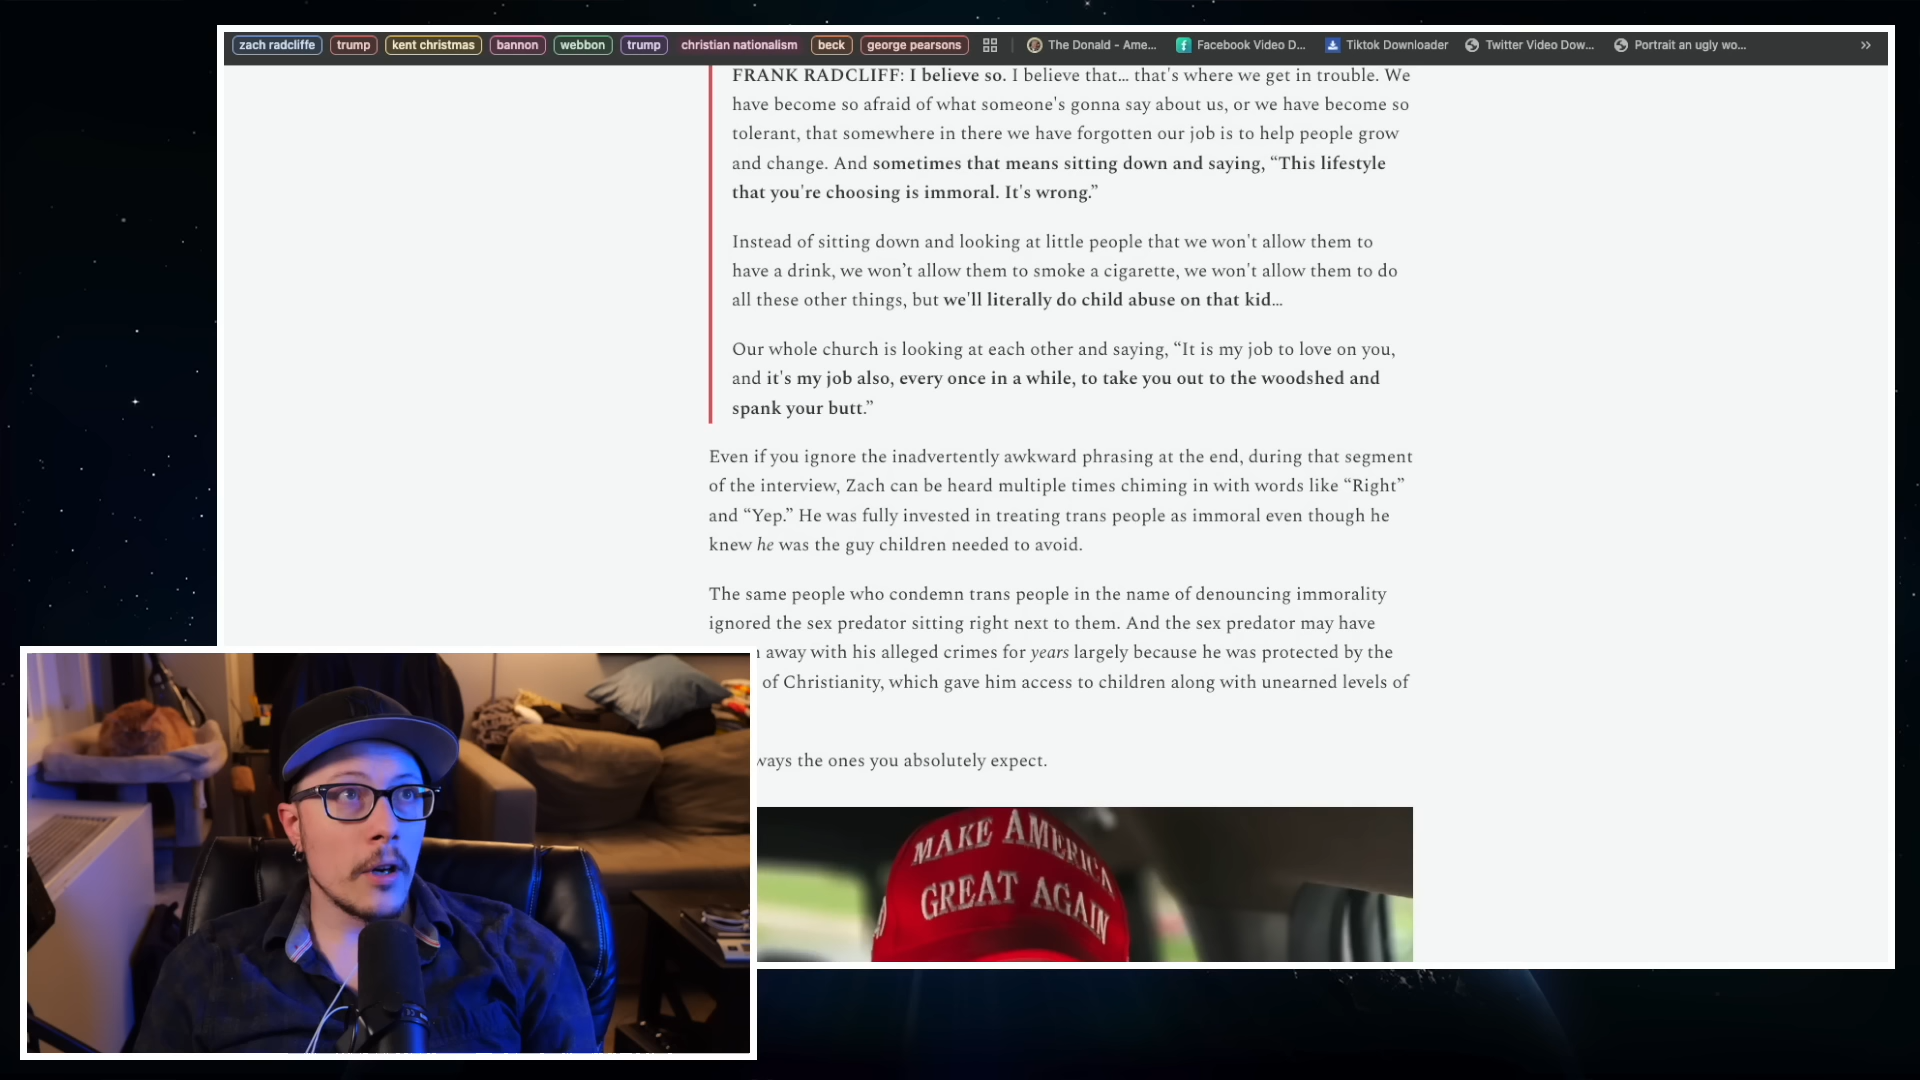 zach radcliffe trump kent christmas bannon webbon trump christian nationalism beck george pearsons The Donald - Ame... Facebook Video D... Tiktok Downloader Twitter Video Dow... Portrait an ugly wo... »
FRANK RADCLIFF: I believe so. I believe that... that's where we get in trouble. We
have become so afraid of what someone's gonna say about us, or we have become so
tolerant, that somewhere in there we have forgotten our job is to help people grow
and change. And sometimes that means sitting down and saying, “This lifestyle
that you're choosing is immoral. It's wrong.”
Instead of sitting down and looking at little people that we won't allow them to
have a drink, we won’t allow them to smoke a cigarette, we won't allow them to do
all these other things, but we'll literally do child abuse on that kid...
Our whole church is looking at each other and saying, “It is my job to love on you,
and it's my job also, every once in a while, to take you out to the woodshed and
spank your butt.”
Even if you ignore the inadvertently awkward phrasing at the end, during that segment
of the interview, Zach can be heard multiple times chiming in with words like “Right”
and “Yep.” He was fully invested in treating trans people as immoral even though he
knew he was the guy children needed to avoid.
The same people who condemn trans people in the name of denouncing immorality
ignored the sex predator sitting right next to them. And the sex predator may have
away with his alleged crimes for years largely because he was protected by the
of Christianity, which gave him access to children along with unearned levels of
ways the ones you absolutely expect.
MAKE AMERICA
GREAT AGAIN